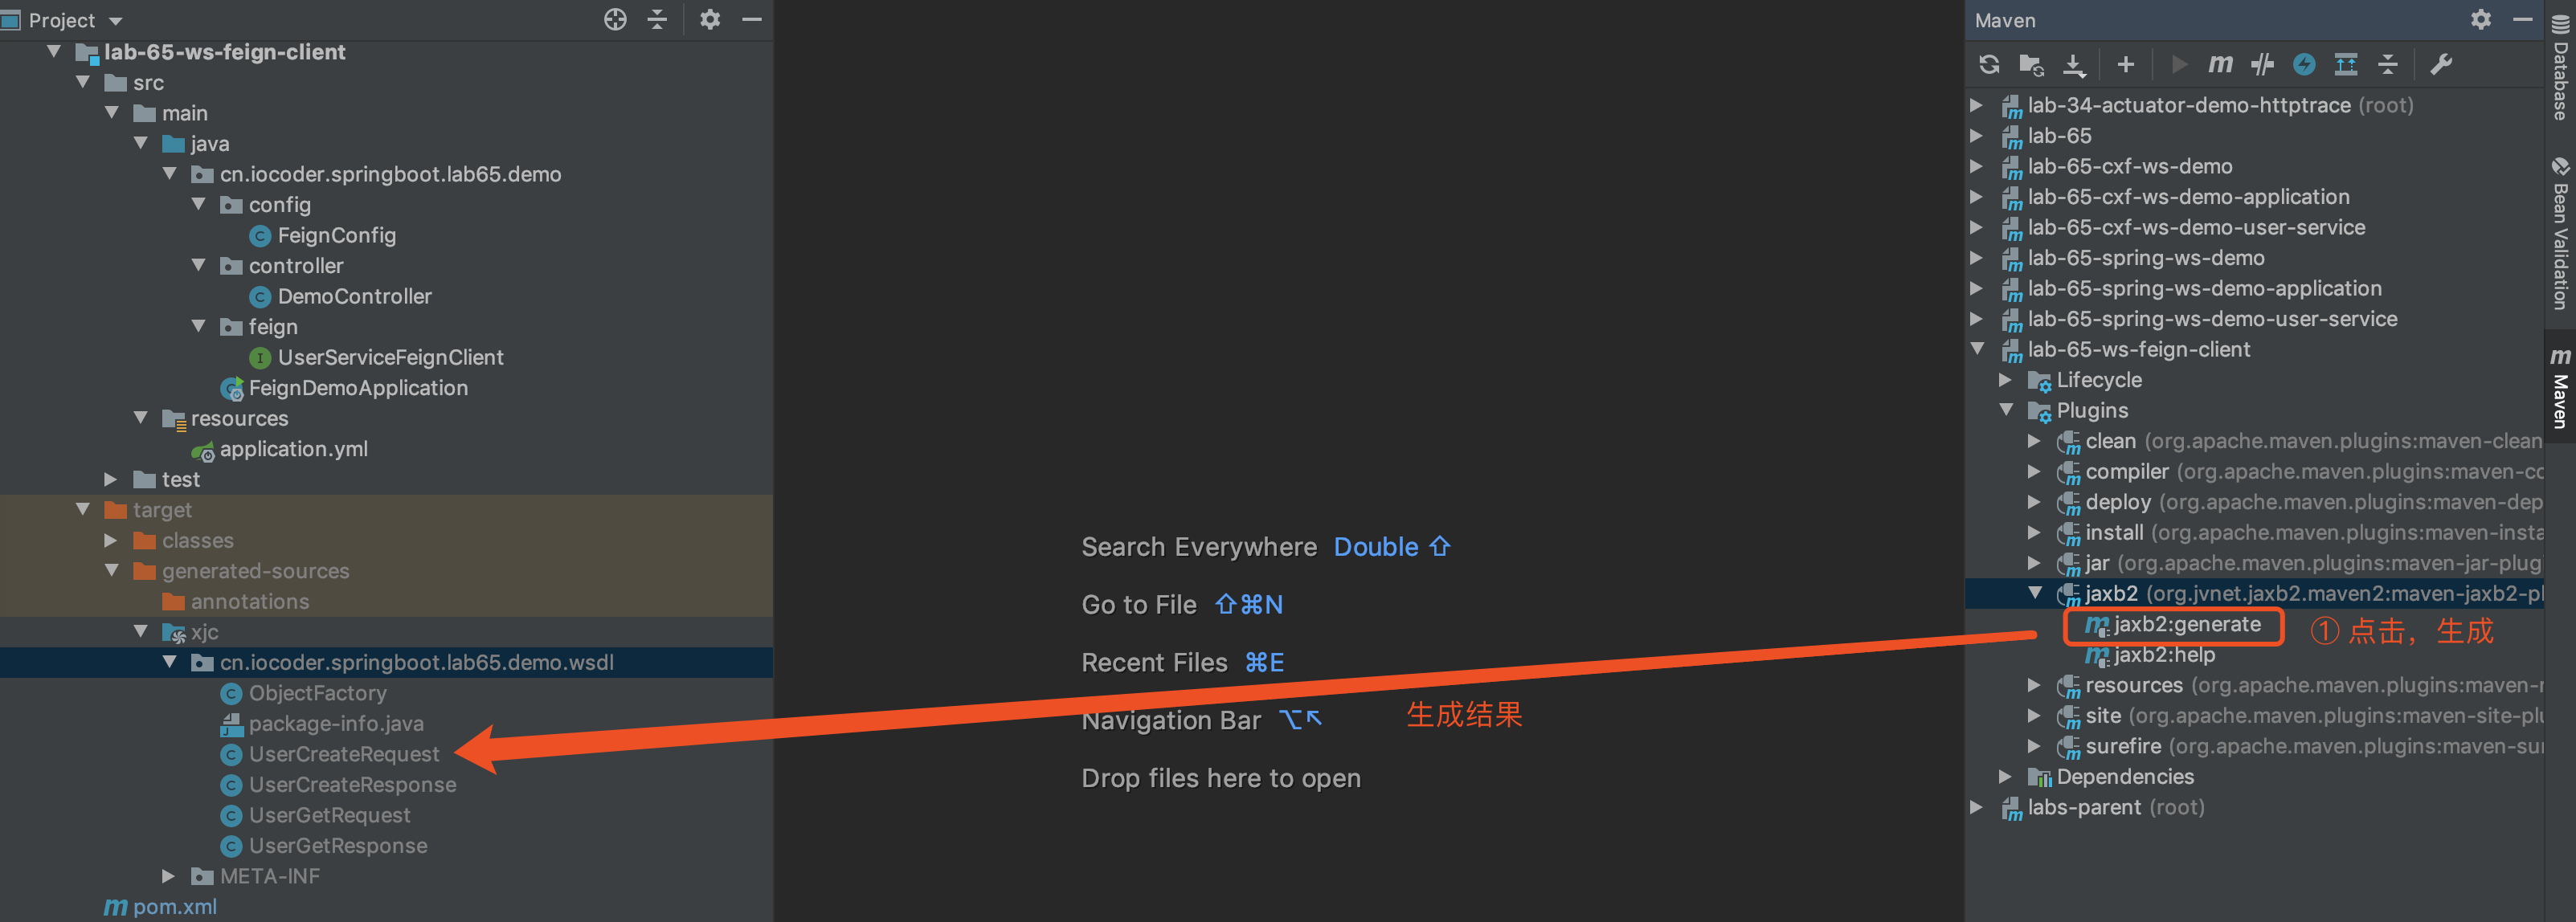 Project
lab-65-ws-feign-client
src
main
java
cn.iocoder.springboot.lab65.demo
config
FeignConfig
controller
DemoController
feign
UserServiceFeignClient
FeignDemoApplication
resources
application.yml
test
target
classes
generated-sources
annotations
xjc
cn.iocoder.springboot.lab65.demo.wsdl
ObjectFactory
package-info.java
UserCreateRequest
UserCreateResponse
UserGetRequest
UserGetResponse
META-INF
pom.xml
Search Everywhere Double ⇧
Go to File ⇧⌘N
Recent Files ⌘E
Navigation Bar ⌥↖
生成结果
Drop files here to open
Maven
lab-34-actuator-demo-httptrace (root)
lab-65
lab-65-cxf-ws-demo
lab-65-cxf-ws-demo-application
lab-65-cxf-ws-demo-user-service
lab-65-spring-ws-demo
lab-65-spring-ws-demo-application
lab-65-spring-ws-demo-user-service
lab-65-ws-feign-client
Lifecycle
Plugins
clean (org.apache.maven.plugins:maven-clean
compiler (org.apache.maven.plugins:maven-co
deploy (org.apache.maven.plugins:maven-dep
install (org.apache.maven.plugins:maven-insta
jar (org.apache.maven.plugins:maven-jar-plug
jaxb2 (org.jvnet.jaxb2.maven2:maven-jaxb2-pl
jaxb2:generate
① 点击，生成
jaxb2:help
resources (org.apache.maven.plugins:maven-r
site (org.apache.maven.plugins:maven-site-plu
surefire (org.apache.maven.plugins:maven-sur
Dependencies
labs-parent (root)
Database
Bean Validation
Maven